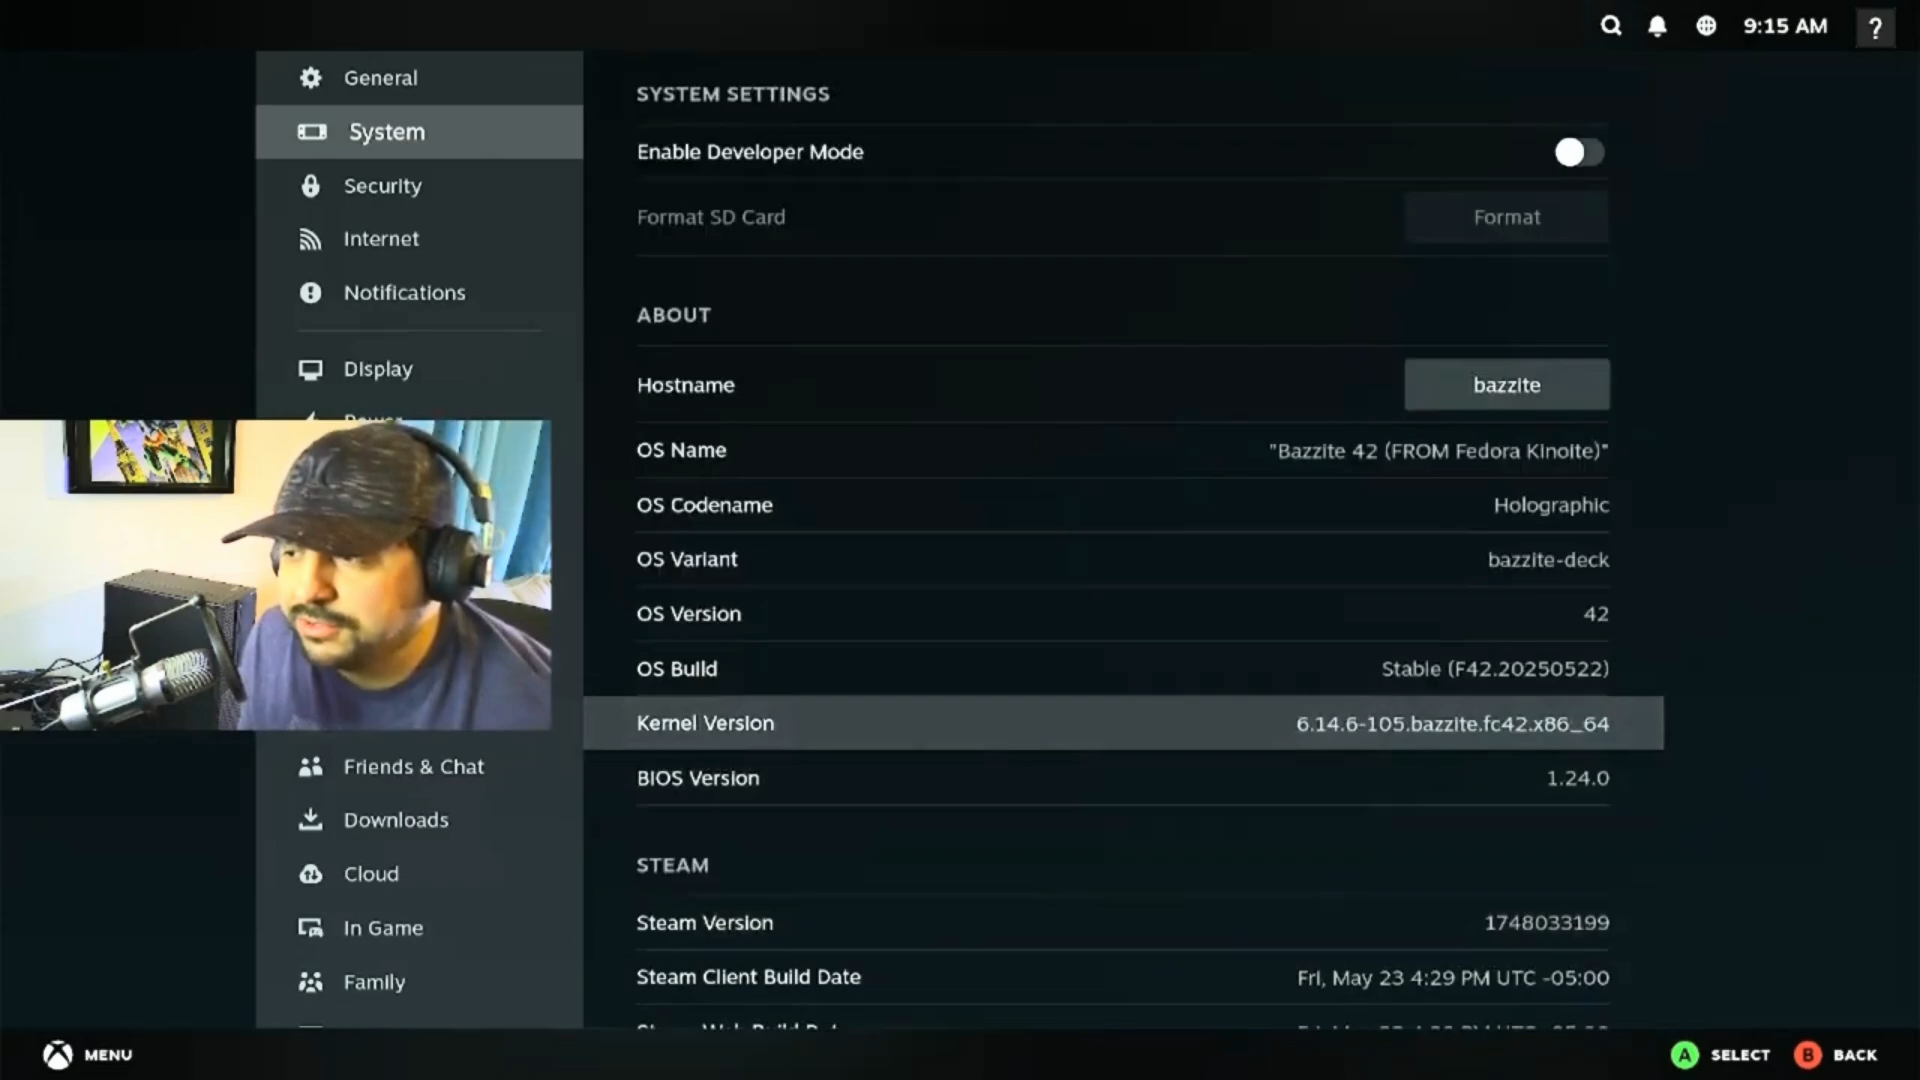 9:15 AM
?
General
System
Security
Internet
Notifications
Display
Power
Friends & Chat
Downloads
Cloud
In Game
Family
SYSTEM SETTINGS
Enable Developer Mode
Format SD Card
Format
ABOUT
Hostname
bazzite
OS Name
"Bazzite 42 (FROM Fedora Kinoite)"
OS Codename
Holographic
OS Variant
bazzite-deck
OS Version
42
OS Build
Stable (F42.20250522)
Kernel Version
6.14.6-105.bazzite.fc42.x86_64
BIOS Version
1.24.0
STEAM
Steam Version
1748033199
Steam Client Build Date
Fri, May 23 4:29 PM UTC -05:00
MENU
A SELECT
B BACK